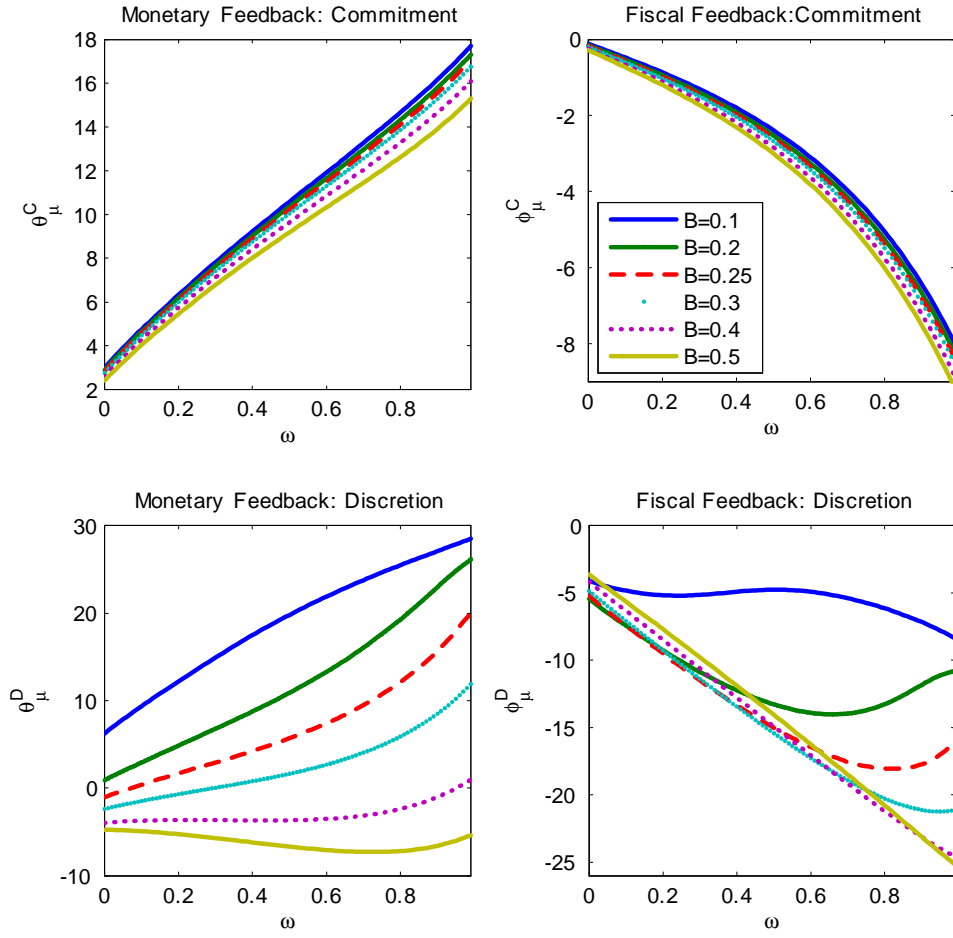 Monetary Feedback: Commitment
18
16
14
12
10
8
6
4
2
θ_μ^C
0 0.2 0.4 0.6 0.8
ω
Fiscal Feedback:Commitment
0
-2
-4
-6
-8
φ_μ^C
B=0.1
B=0.2
B=0.25
B=0.3
B=0.4
B=0.5
0 0.2 0.4 0.6 0.8
ω
Monetary Feedback: Discretion
30
20
10
0
-10
θ_μ^D
0 0.2 0.4 0.6 0.8
ω
Fiscal Feedback: Discretion
0
-5
-10
-15
-20
-25
φ_μ^D
0 0.2 0.4 0.6 0.8
ω